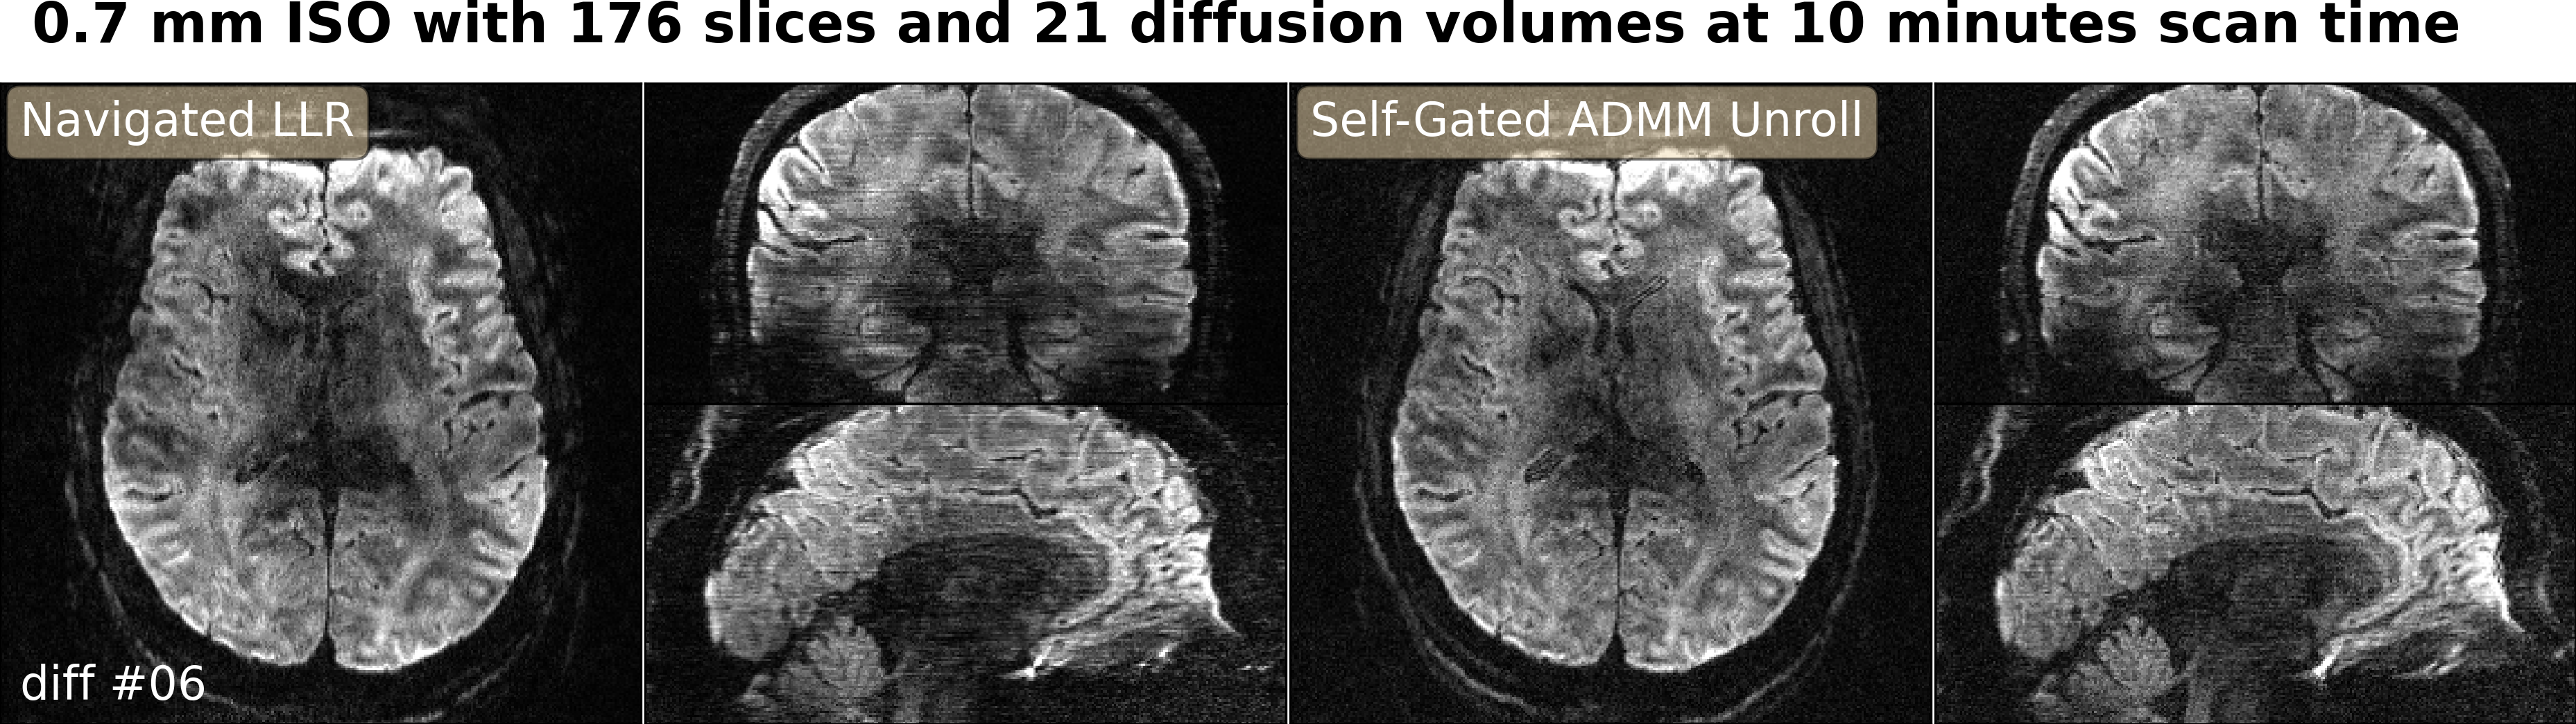 0.7 mm ISO with 176 slices and 21 diffusion volumes at 10 minutes scan time
Navigated LLR
Self-Gated ADMM Unroll
diff #06